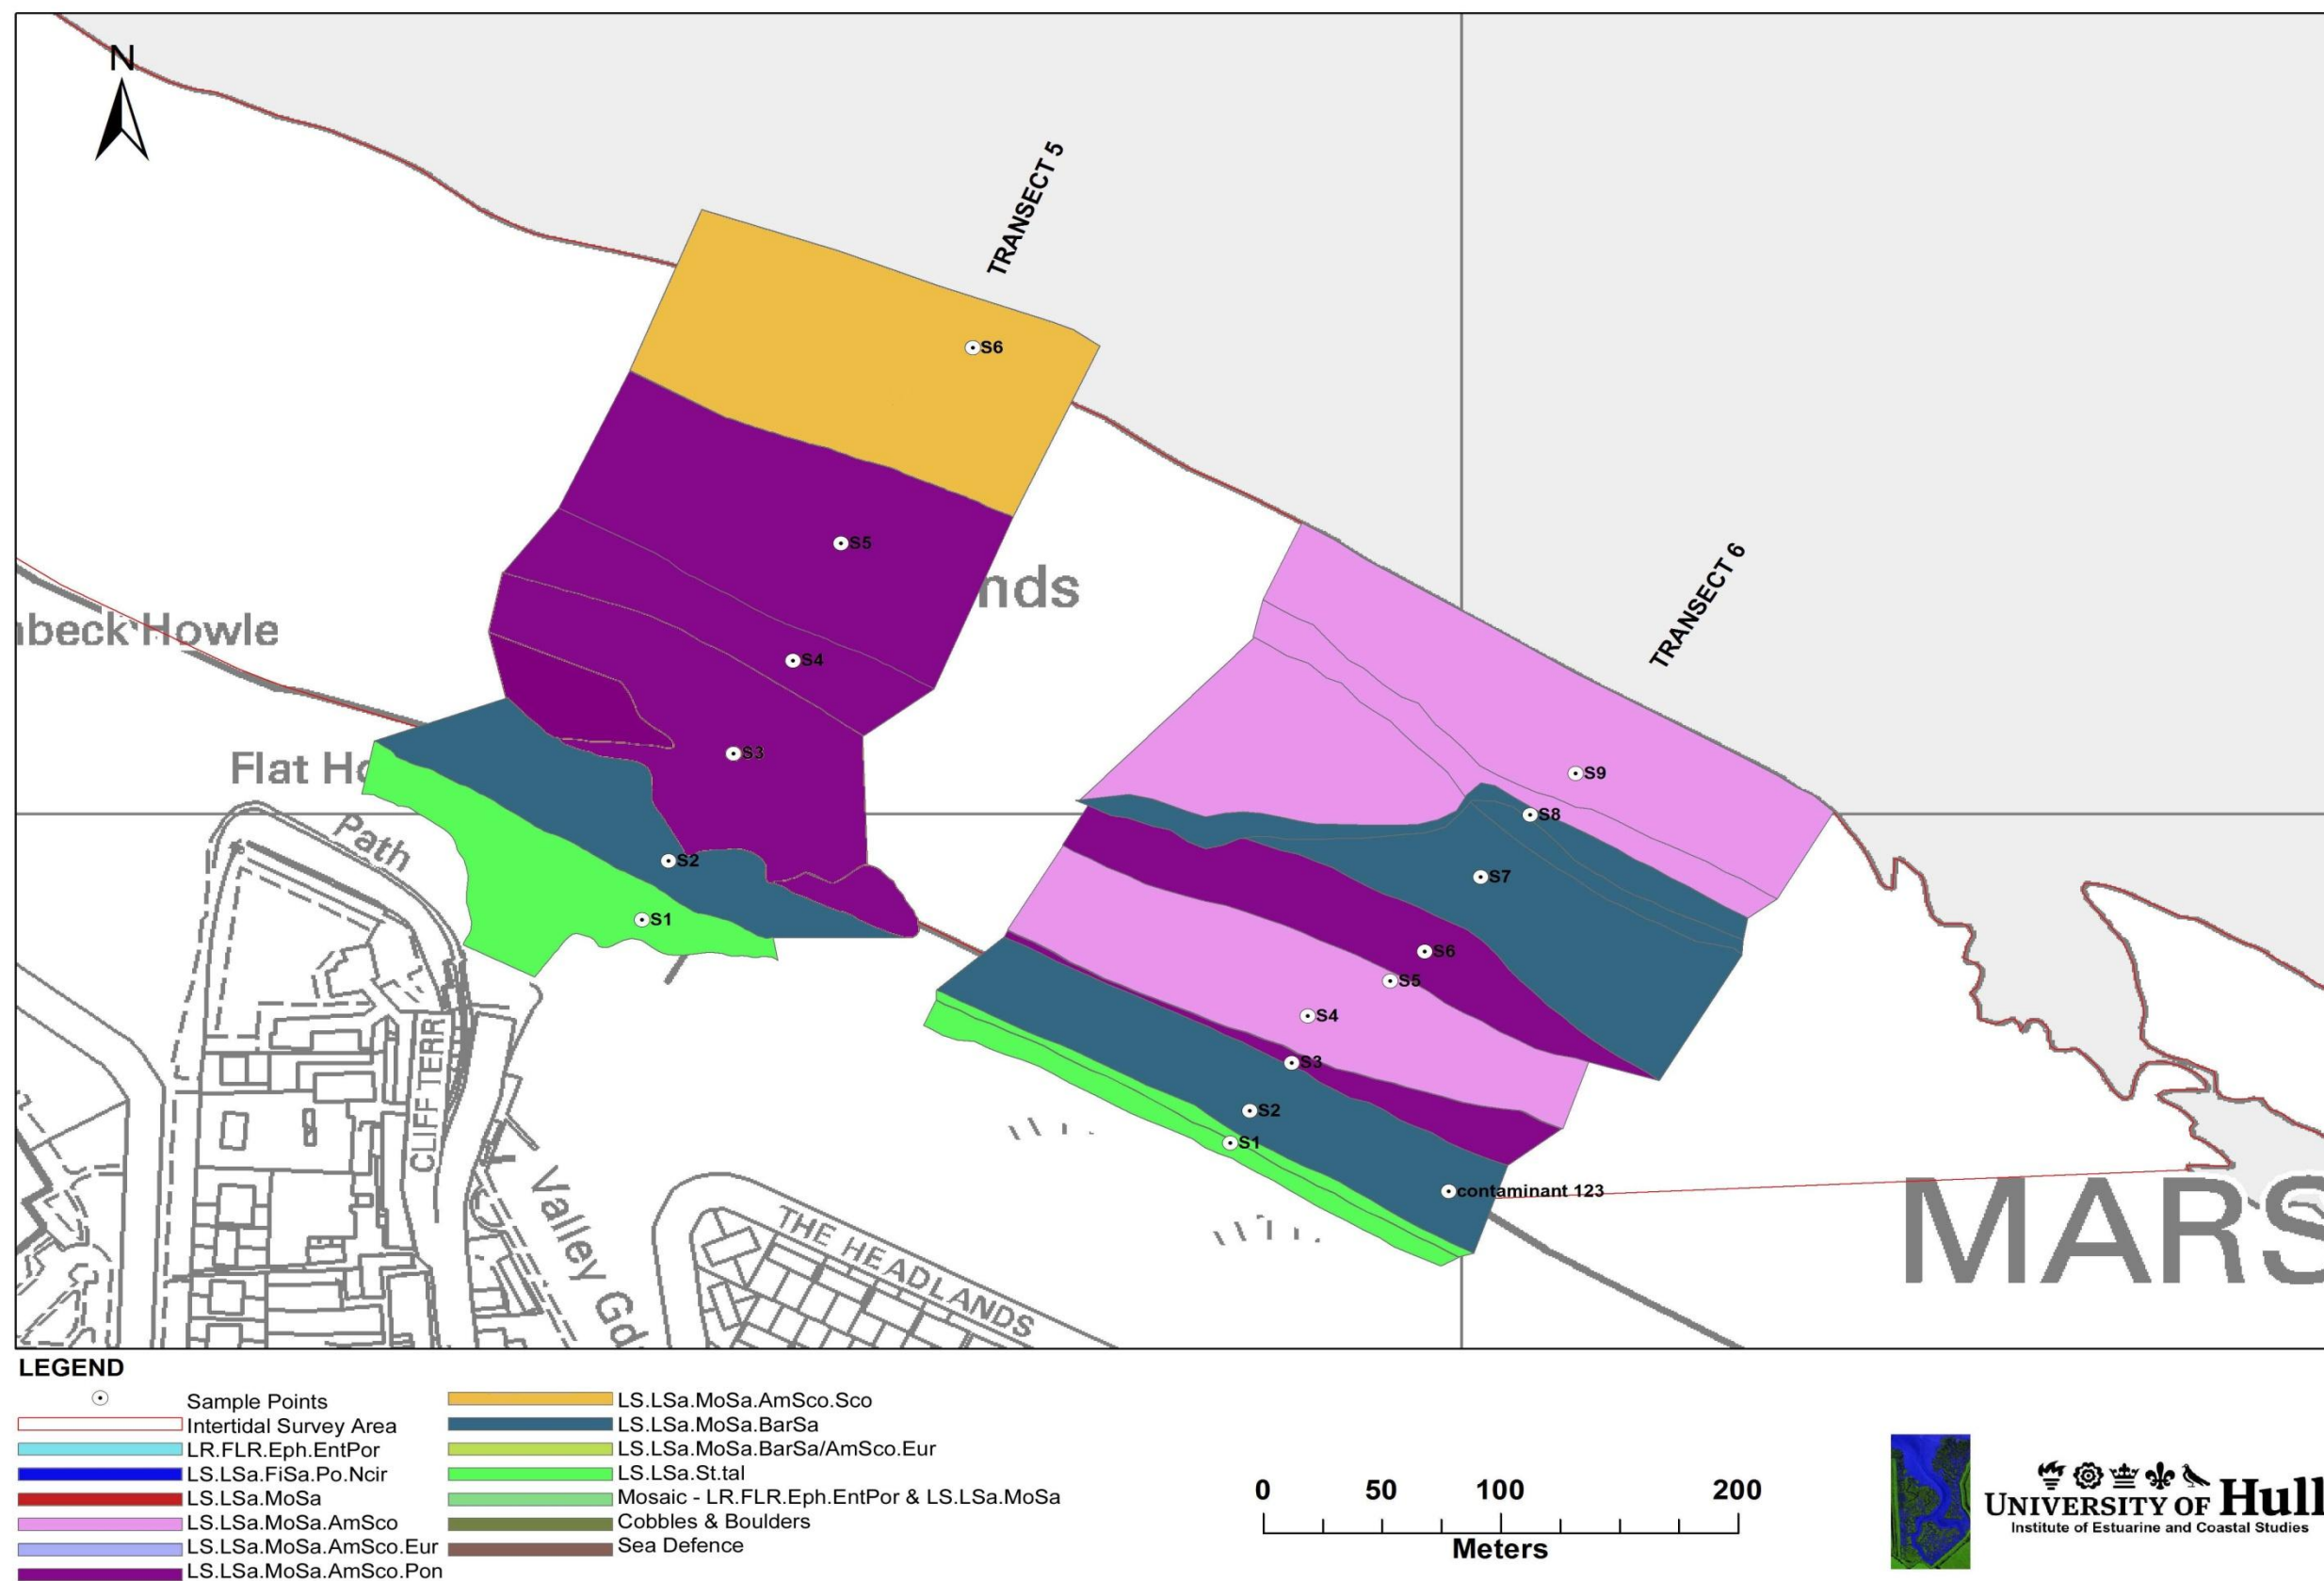 N
TRANSECT 5
S6
S5
nds
beck Howle
S4
TRANSECT 6
S3
Flat Ho
S9
S8
Path
S2
S7
S1
S6
S5
S4
S3
CLIFF TERR
S2
S1
contaminant 123
Valley Gd
THE HEADLANDS
MARS
LEGEND
Sample Points
Intertidal Survey Area
LR.FLR.Eph.EntPor
LS.LSa.FiSa.Po.Ncir
LS.LSa.MoSa
LS.LSa.MoSa.AmSco
LS.LSa.MoSa.AmSco.Eur
LS.LSa.MoSa.AmSco.Pon
LS.LSa.MoSa.AmSco.Sco
LS.LSa.MoSa.BarSa
LS.LSa.MoSa.BarSa/AmSco.Eur
LS.LSa.St.tal
Mosaic - LR.FLR.Eph.EntPor & LS.LSa.MoSa
Cobbles & Boulders
Sea Defence
0 50 100 200
Meters
UNIVERSITY OF Hull
Institute of Estuarine and Coastal Studies